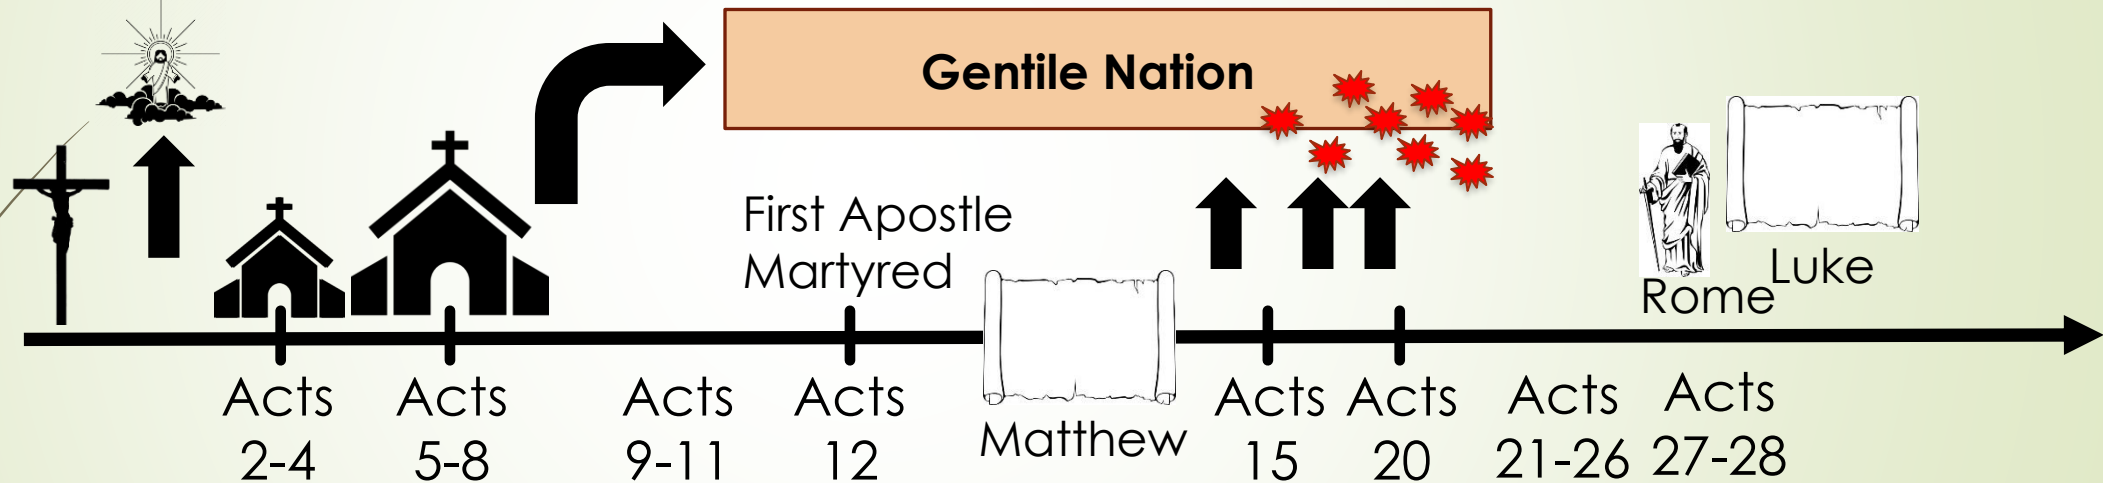 Gentile Nation
First Apostle
Martyred
Rome
Luke
Matthew
Acts
2-4
Acts
5-8
Acts
9-11
Acts
12
Acts
15
Acts
20
Acts
21-26
Acts
27-28